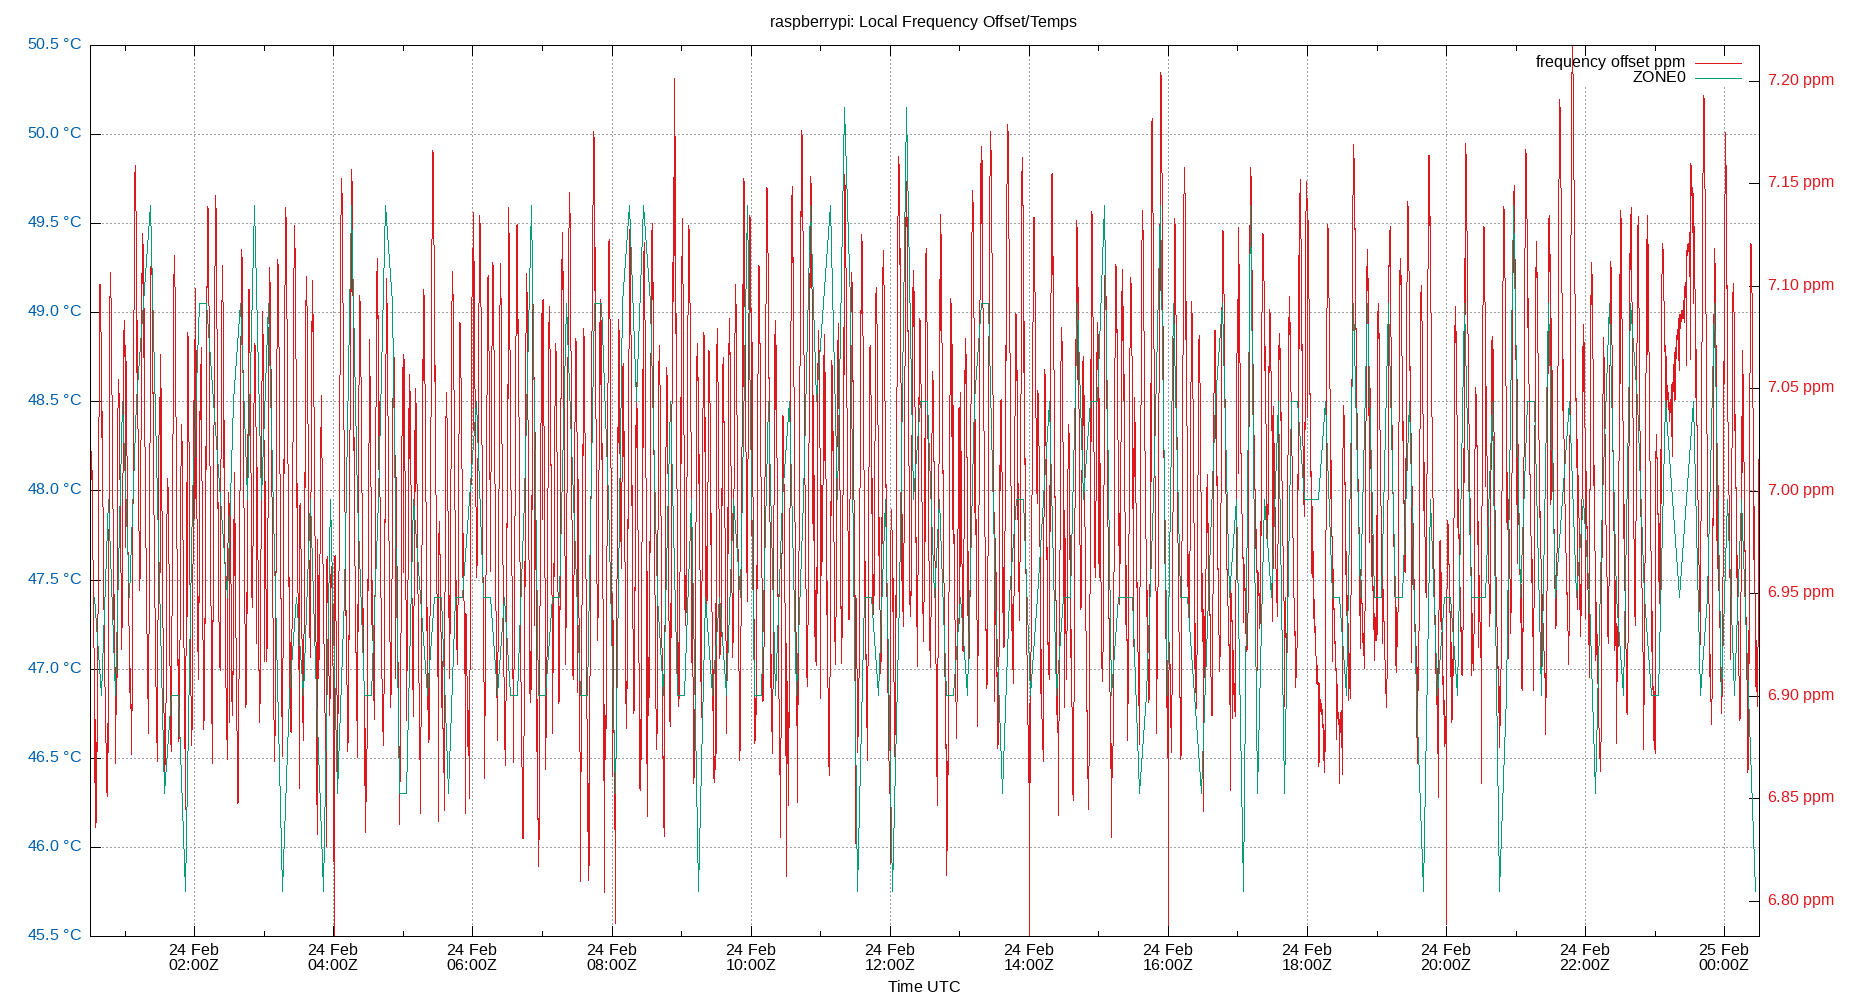 raspberrypi: Local Frequency Offset/Temps
50.5 °C
50.0 °C
49.5 °C
49.0 °C
48.5 °C
48.0 °C
47.5 °C
47.0 °C
46.5 °C
46.0 °C
45.5 °C
frequency offset ppm
ZONE0
7.20 ppm
7.15 ppm
7.10 ppm
7.05 ppm
7.00 ppm
6.95 ppm
6.90 ppm
6.85 ppm
6.80 ppm
24 Feb 24 Feb 24 Feb 24 Feb 24 Feb 24 Feb 24 Feb 24 Feb 24 Feb 24 Feb 24 Feb 25 Feb
02:00Z 04:00Z 06:00Z 08:00Z 10:00Z 12:00Z 14:00Z 16:00Z 18:00Z 20:00Z 22:00Z 00:00Z
Time UTC